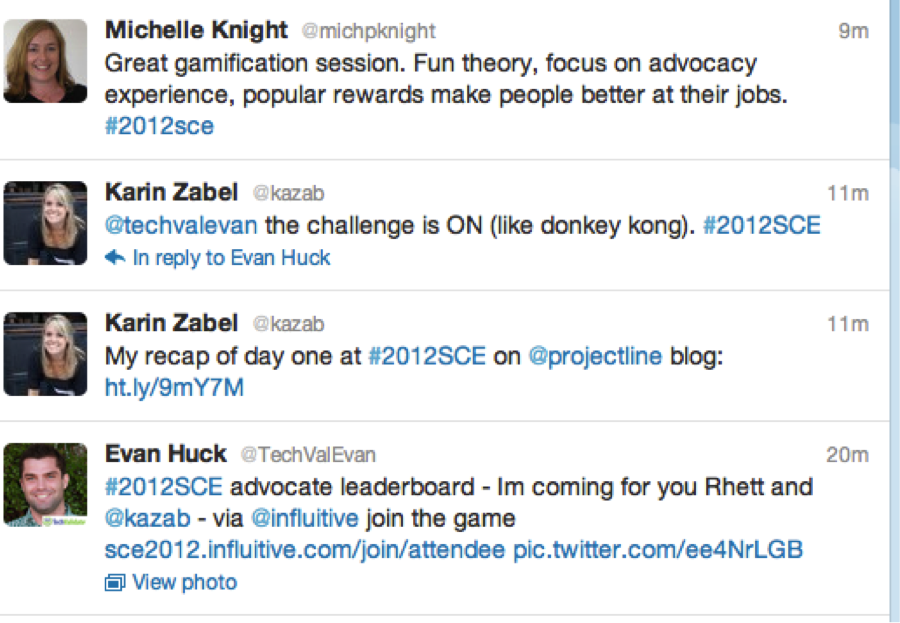 Michelle Knight @michpknight 9m
Great gamification session. Fun theory, focus on advocacy
experience, popular rewards make people better at their jobs.
#2012sce
Karin Zabel @kazab 11m
@techvalevan the challenge is ON (like donkey kong). #2012SCE
In reply to Evan Huck
Karin Zabel @kazab 11m
My recap of day one at #2012SCE on @projectline blog:
ht.ly/9mY7M
Evan Huck @TechValEvan 20m
#2012SCE advocate leaderboard - Im coming for you Rhett and
@kazab - via @influitive join the game
sce2012.influitive.com/join/attendee pic.twitter.com/ee4NrLGB
View photo